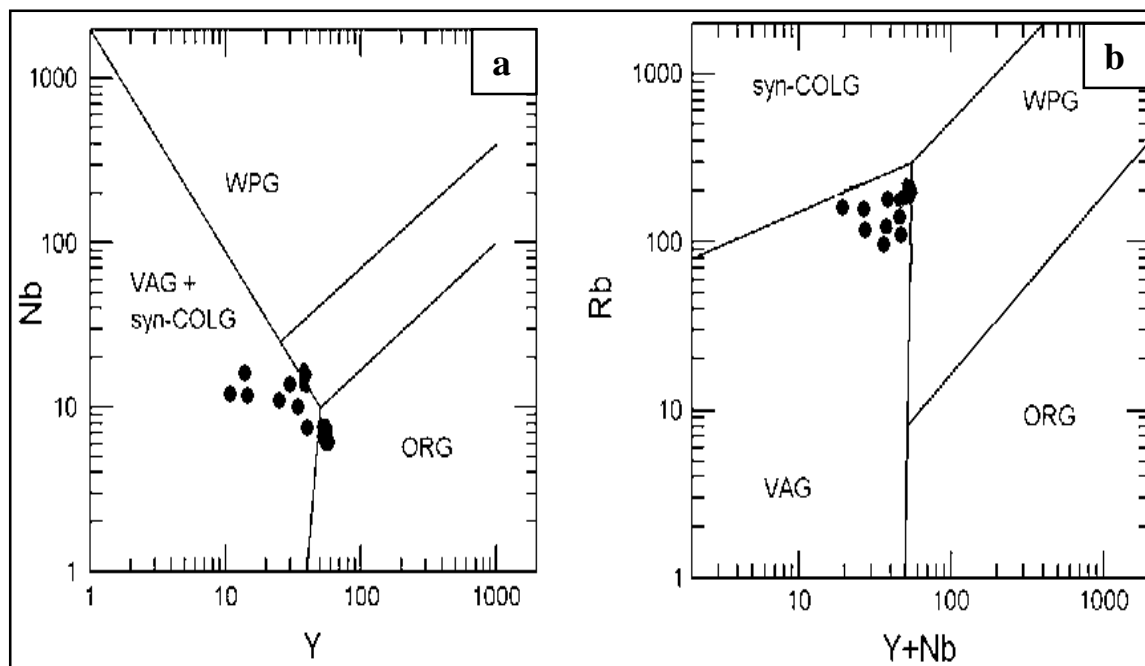 a
1000
100
10
1
Nb
WPG
VAG +
syn-COLG
ORG
1
10
100
1000
Y
b
1000
100
10
1
Rb
syn-COLG
WPG
VAG
ORG
10
100
1000
Y+Nb